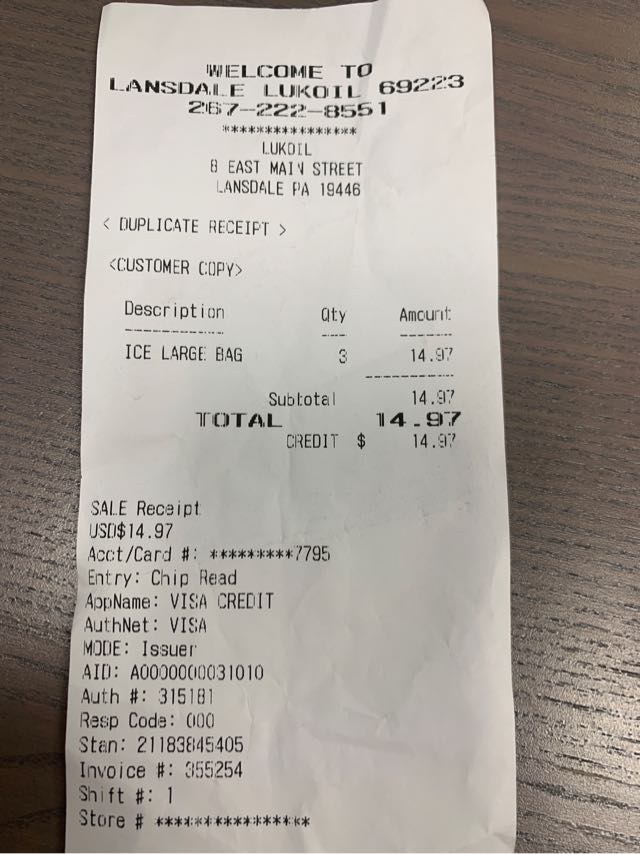 WELCOME TO
LANSDALE LUKOIL 69223
267-222-8551
****************
LUKOIL
8 EAST MAIN STREET
LANSDALE PA 19446
< DUPLICATE RECEIPT >
<CUSTOMER COPY>
Description Qty Amount
------------ ---- ------
ICE LARGE BAG 3 14.97
----------
Subtotal 14.97
TOTAL 14.97
CREDIT $ 14.97
SALE Receipt
USD$14.97
Acct/Card #: *********7795
Entry: Chip Read
AppName: VISA CREDIT
AuthNet: VISA
MODE: Issuer
AID: A0000000031010
Auth #: 315181
Resp Code: 000
Stan: 21183845405
Invoice #: 355254
Shift #: 1
Store # ****************